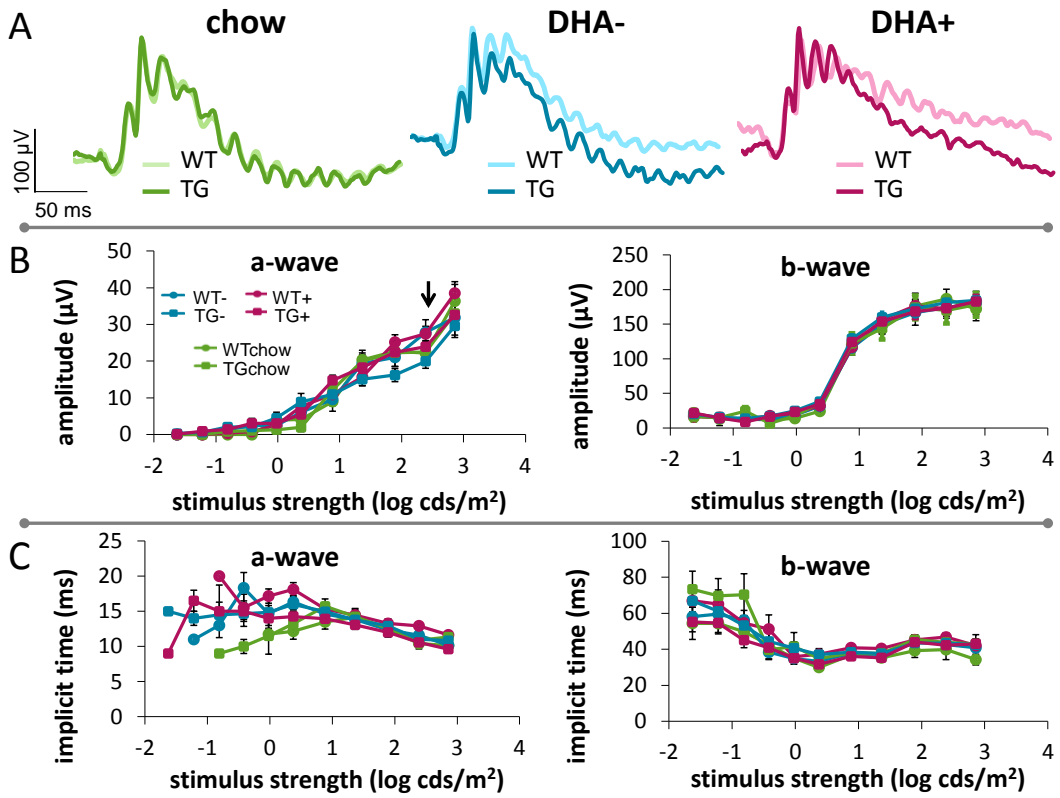 A
chow
DHA-
DHA+
100 µV
50 ms
WT
TG
WT
TG
WT
TG
B
a-wave
amplitude (µV)
50
40
30
20
10
0
WT-
TG-
WT+
TG+
WTchow
TGchow
-2 -1 0 1 2 3 4
stimulus strength (log cds/m²)
b-wave
amplitude (µV)
250
200
150
100
50
0
-2 -1 0 1 2 3 4
stimulus strength (log cds/m²)
C
a-wave
implicit time (ms)
25
20
15
10
5
0
-2 -1 0 1 2 3 4
stimulus strength (log cds/m²)
b-wave
implicit time (ms)
100
80
60
40
20
0
-2 -1 0 1 2 3 4
stimulus strength (log cds/m²)